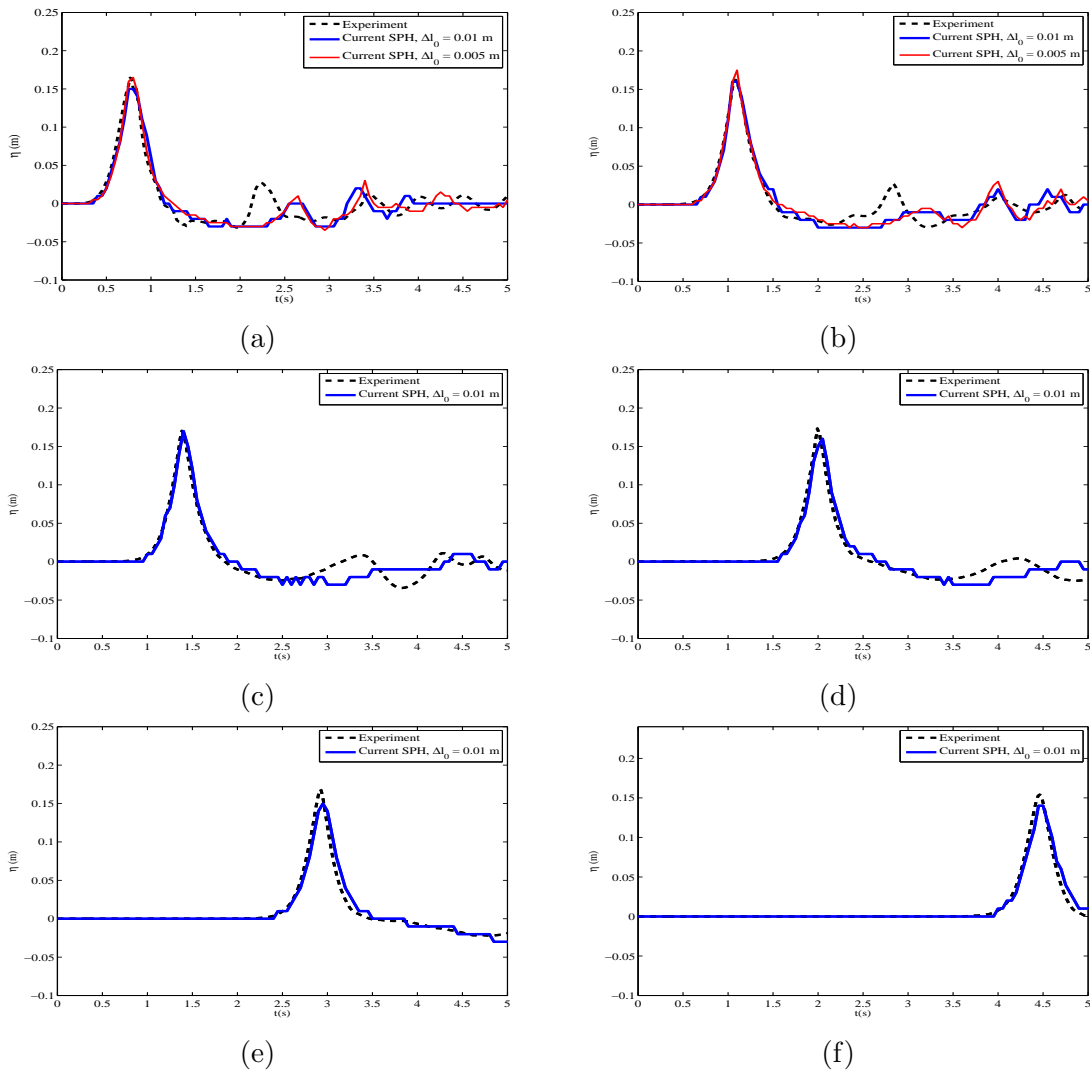 Experiment
Current SPH, Δl₀ = 0.01 m
Current SPH, Δl₀ = 0.005 m
0.25
0.2
0.15
0.1
0.05
0
−0.05
−0.1
η (m)
0 0.5 1 1.5 2 2.5 3 3.5 4 4.5 5
t(s)
(a)
Experiment
Current SPH, Δl₀ = 0.01 m
Current SPH, Δl₀ = 0.005 m
0.25
0.2
0.15
0.1
0.05
0
−0.05
−0.1
η (m)
0 0.5 1 1.5 2 2.5 3 3.5 4 4.5 5
t(s)
(b)
Experiment
Current SPH, Δl₀ = 0.01 m
0.25
0.2
0.15
0.1
0.05
0
−0.05
−0.1
η (m)
0 0.5 1 1.5 2 2.5 3 3.5 4 4.5 5
t(s)
(c)
Experiment
Current SPH, Δl₀ = 0.01 m
0.25
0.2
0.15
0.1
0.05
0
−0.05
−0.1
η (m)
0 0.5 1 1.5 2 2.5 3 3.5 4 4.5 5
t(s)
(d)
Experiment
Current SPH, Δl₀ = 0.01 m
0.25
0.2
0.15
0.1
0.05
0
−0.05
−0.1
η (m)
0 0.5 1 1.5 2 2.5 3 3.5 4 4.5 5
t(s)
(e)
Experiment
Current SPH, Δl₀ = 0.01 m
0.2
0.15
0.1
0.05
0
−0.05
−0.1
η (m)
0 0.5 1 1.5 2 2.5 3 3.5 4 4.5 5
t(s)
(f)